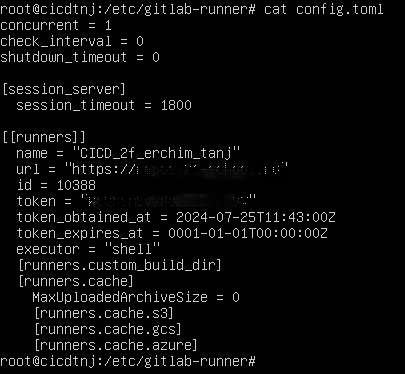 root@cicdtnj:/etc/gitlab-runner# cat config.toml
concurrent = 1
check_interval = 0
shutdown_timeout = 0
[session_server]
session_timeout = 1800
[[runners]]
name = "CICD_2f_erchim_tanj"
url = "https://
id = 10388
token = "
token_obtained_at = 2024-07-25T11:43:00Z
token_expires_at = 0001-01-01T00:00:00Z
executor = "shell"
[runners.custom_build_dir]
[runners.cache]
MaxUploadedArchiveSize = 0
[runners.cache.s3]
[runners.cache.gcs]
[runners.cache.azure]
root@cicdtnj:/etc/gitlab-runner#